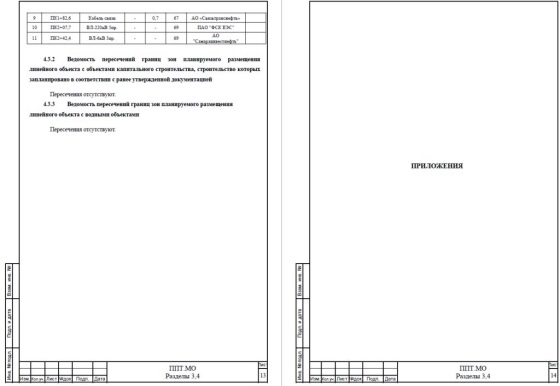 9 ПК1+82,6 Кабель связи - 0,7 67 АО «Самаратранснефть»
10 ПК2+07,7 ВЛ-220кВ 3пр. - - 69 ПАО "ФСК ЕЭС"
11 ПК2+42,4 ВЛ-6кВ 3пр. - - 69 АО
"Самаранефтегаз"
4.3.2 Ведомость пересечений границ зон планируемого размещения
линейного объекта с объектами капитального строительства, строительство которых
запланировано в соответствии с ранее утвержденной документацией
Пересечения отсутствуют.
4.3.3 Ведомость пересечений границ зон планируемого размещения
линейного объекта с водными объектами
Пересечения отсутствуют.
Взам. инв. №
Подп. и дата
Инв. № подл.
Изм. Кол.уч. Лист №док Подп. Дата
ППТ.МО
Разделы 3,4
Лист
13
ПРИЛОЖЕНИЯ
Взам. инв. №
Подп. и дата
Инв. № подл.
Изм. Кол.уч. Лист №док Подп. Дата
ППТ.МО
Разделы 3,4
Лист
14